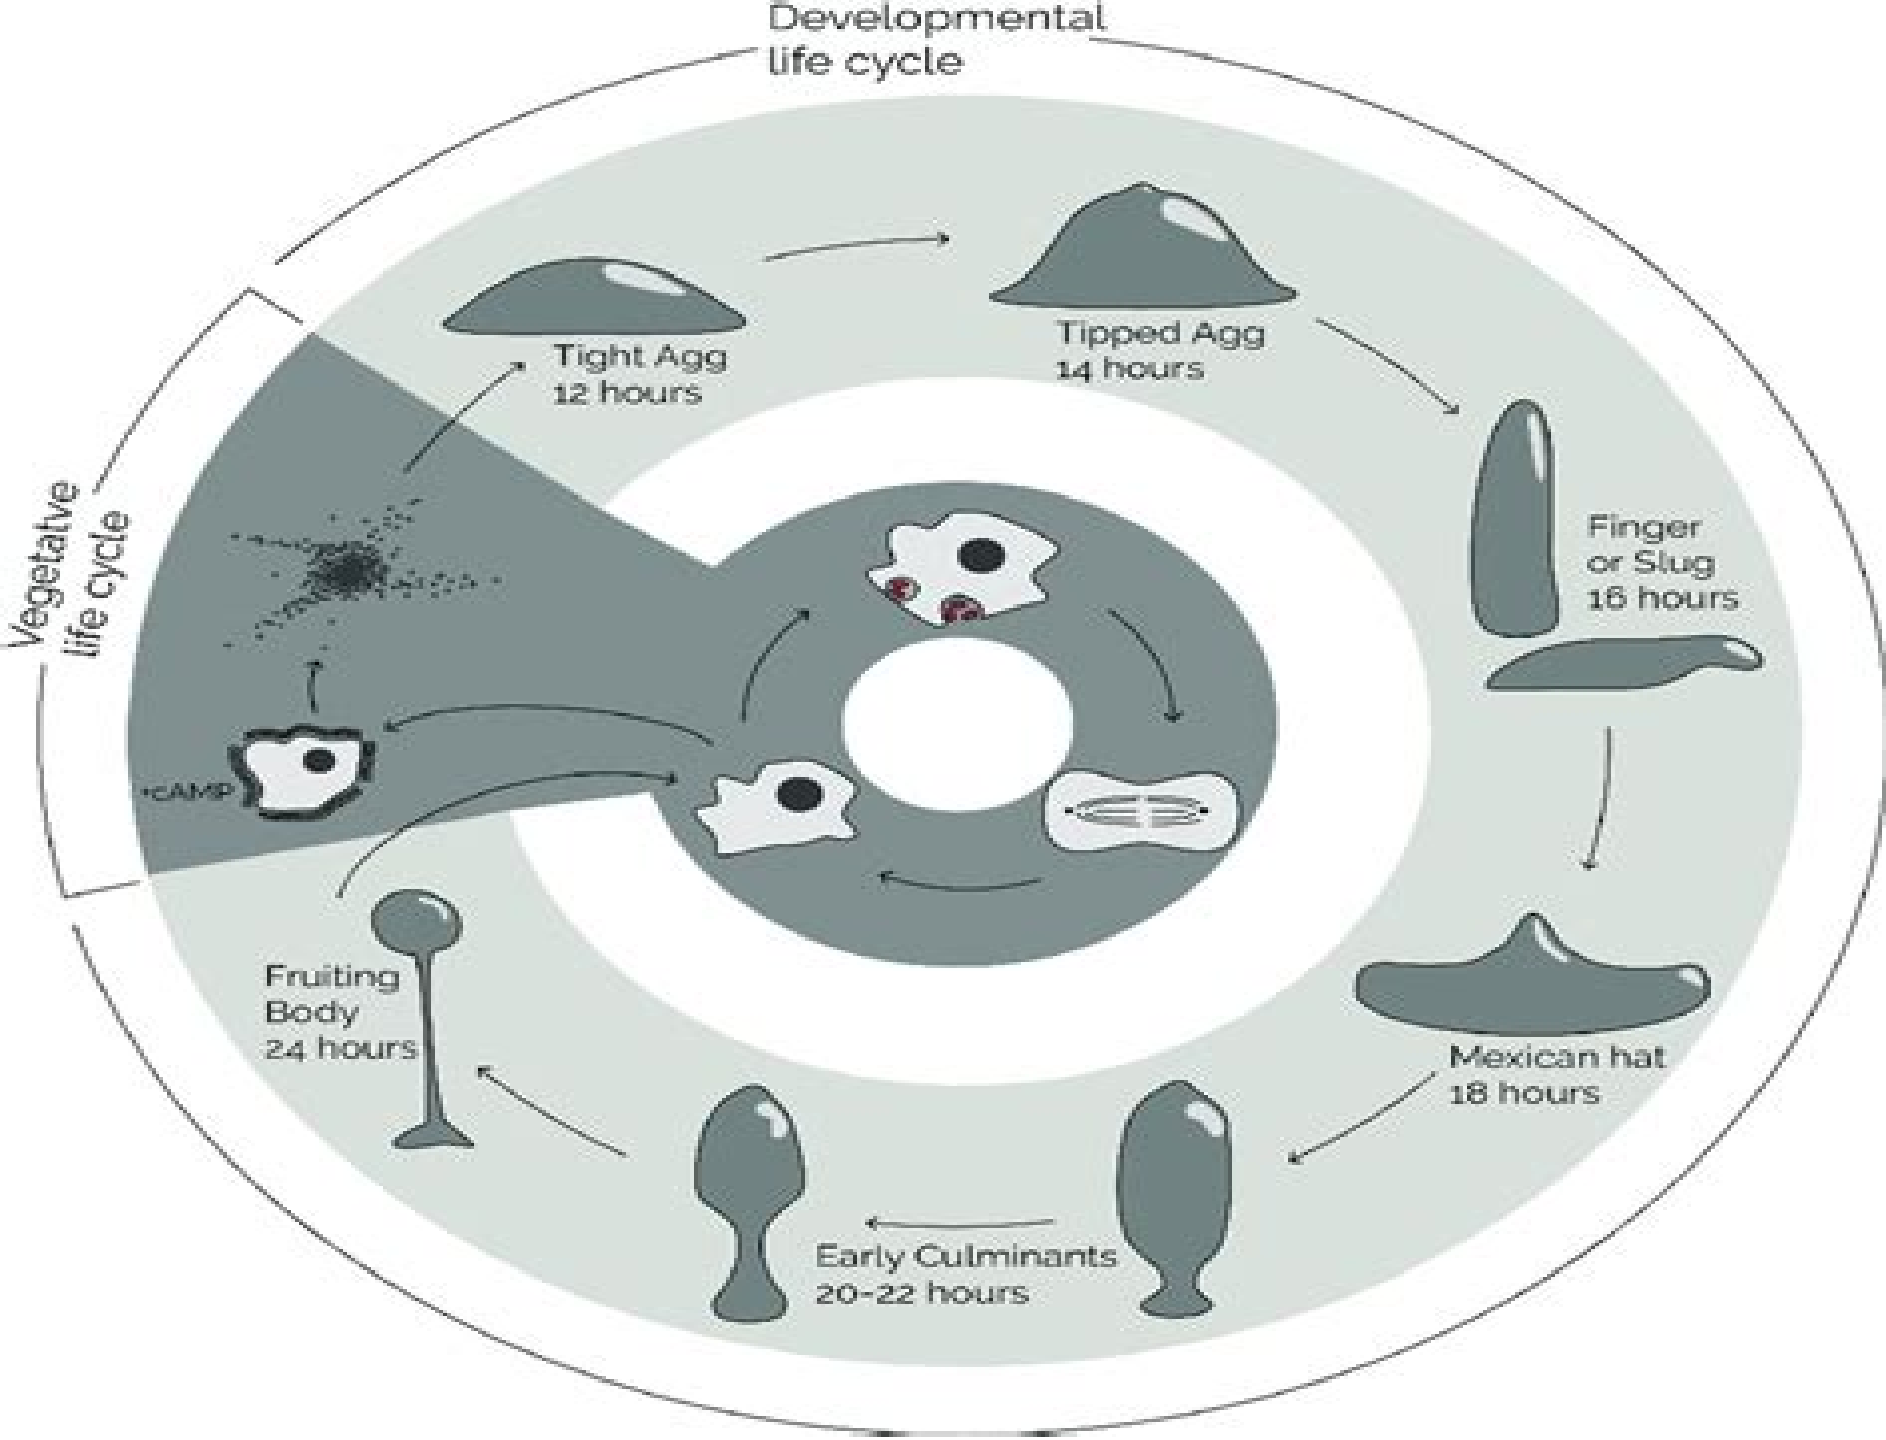 Developmental
life cycle
Tight Agg
12 hours
Tipped Agg
14 hours
Finger
or Slug
16 hours
Mexican hat
18 hours
Early Culminants
20-22 hours
Fruiting
Body
24 hours
Vegetative
life cycle
+cAMP